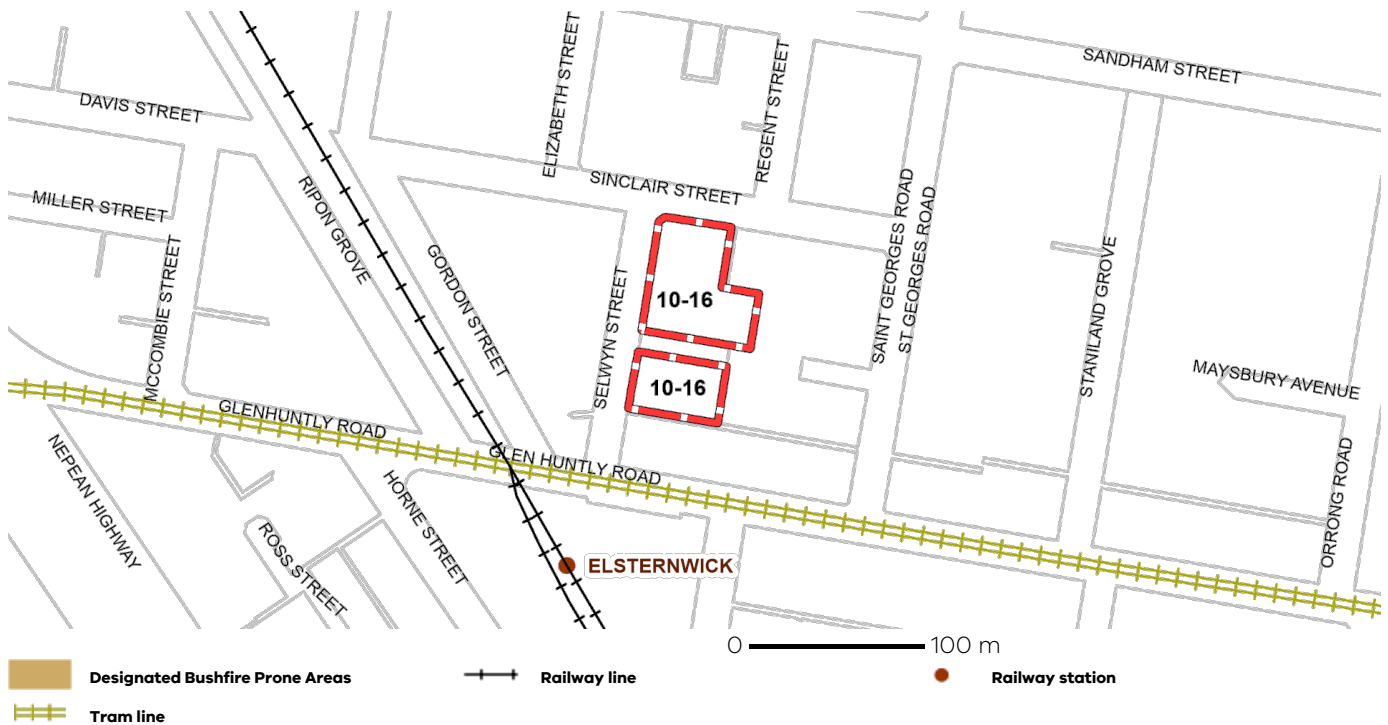 SANDHAM STREET
DAVIS STREET
ELIZABETH STREET
REGENT STREET
SINCLAIR STREET
MILLER STREET
RIPON GROVE
GORDON STREET
MCCOMBIE STREET
SELWYN STREET
10-16
10-16
SAINT GEORGES ROAD
ST GEORGES ROAD
STANILAND GROVE
MAYSBURY AVENUE
GLENHUNTLY ROAD
GLEN HUNTLY ROAD
NEPEAN HIGHWAY
HORNE STREET
ROSS STREET
ORRONG ROAD
ELSTERNWICK
0 100 m
Designated Bushfire Prone Areas
Railway line
Railway station
Tram line